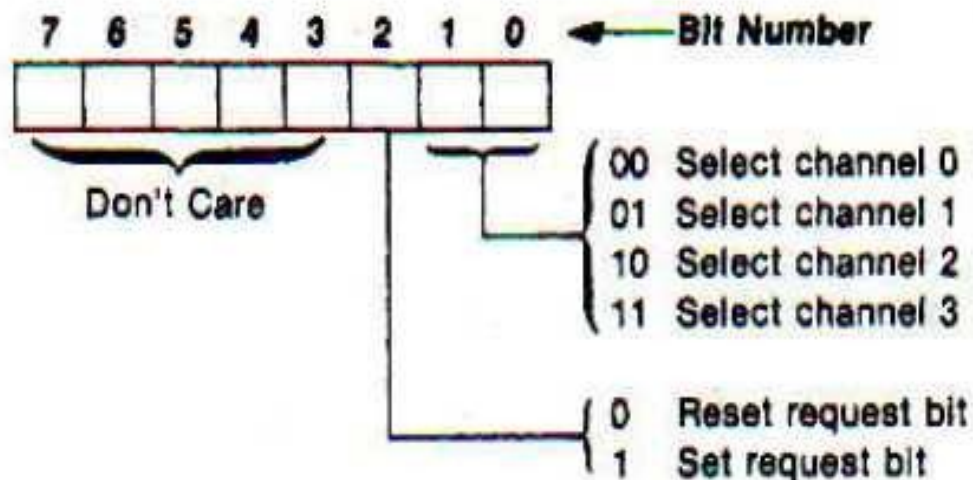 7 6 5 4 3 2 1 0 Bit Number
Don't Care
00 Select channel 0
01 Select channel 1
10 Select channel 2
11 Select channel 3
0 Reset request bit
1 Set request bit